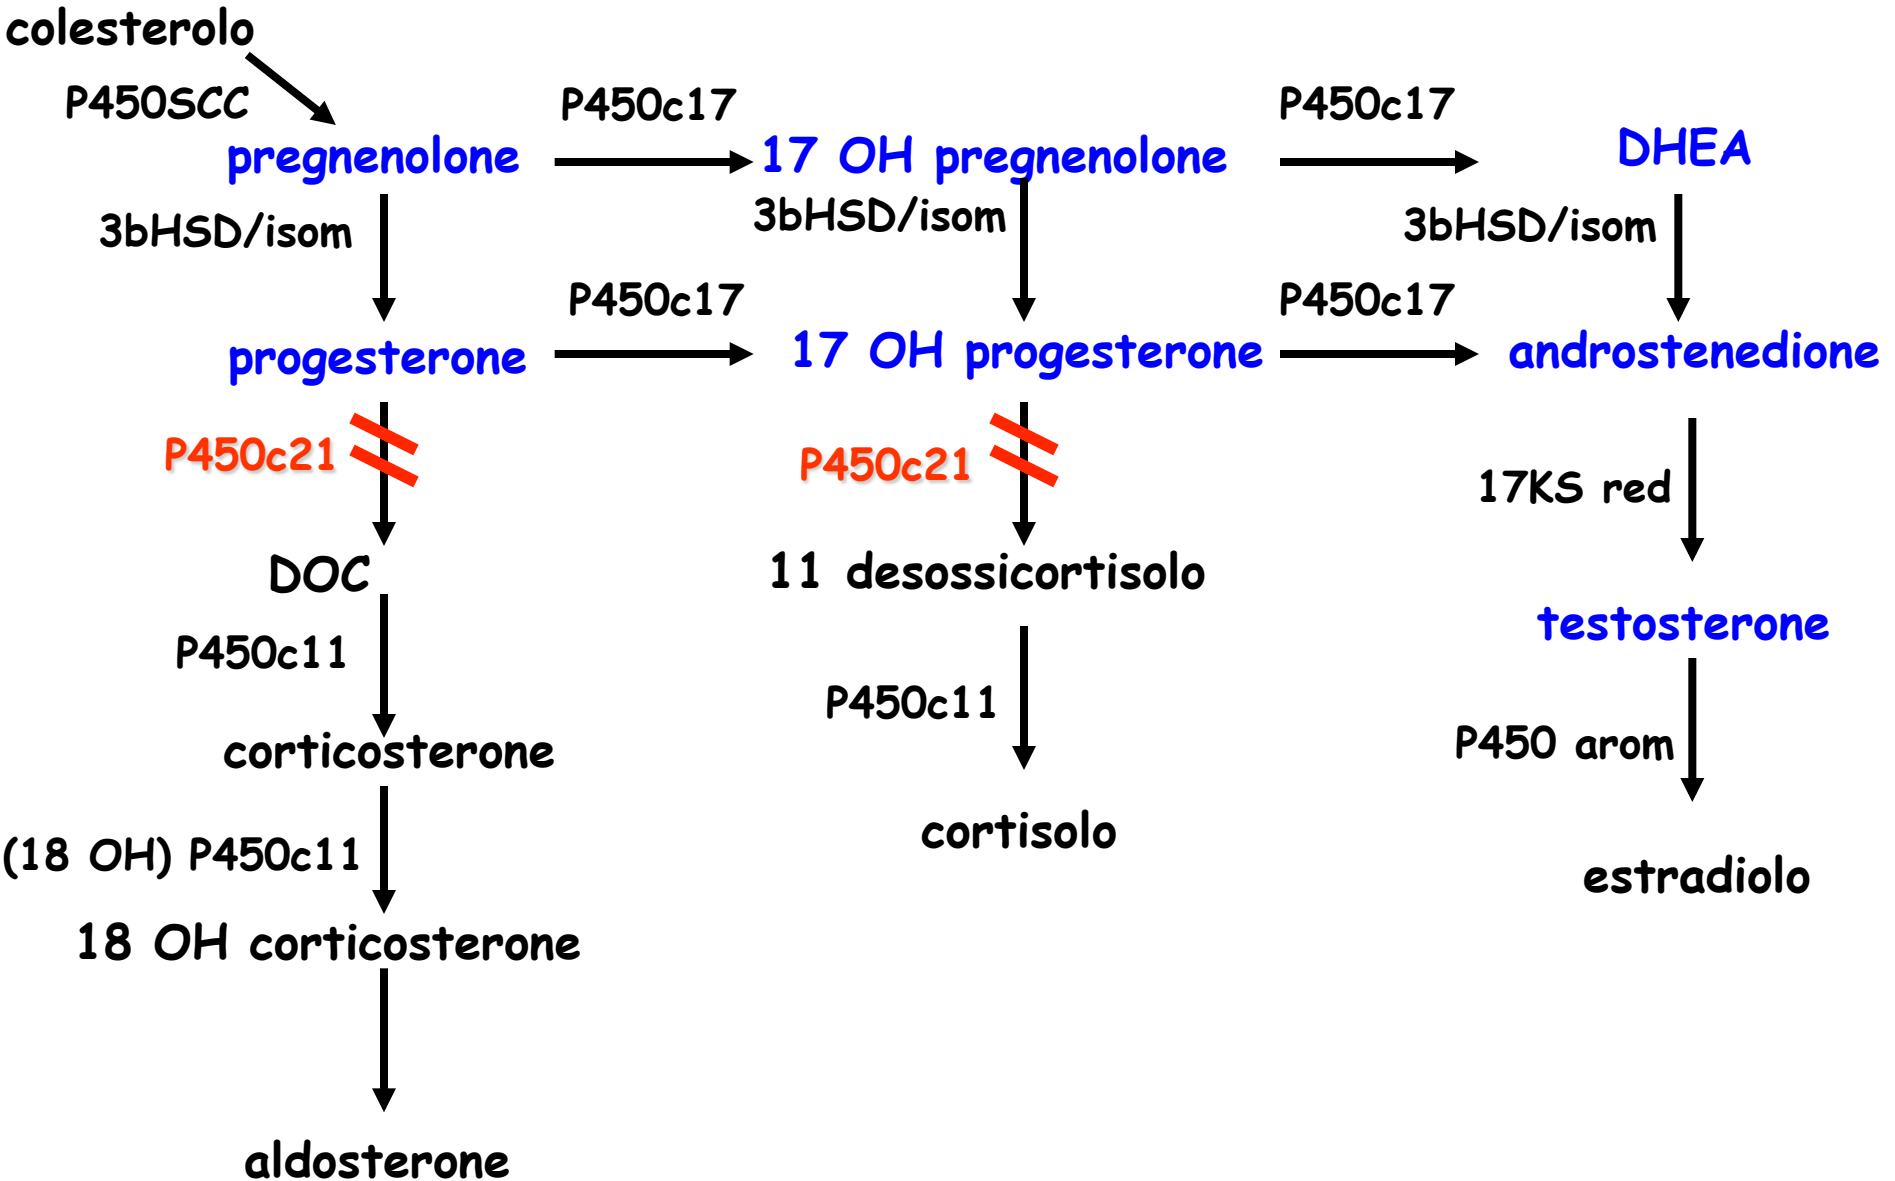 colesterolo
P450SCC
P450c17
P450c17
pregnenolone
17 OH pregnenolone
DHEA
3bHSD/isom
3bHSD/isom
3bHSD/isom
P450c17
P450c17
progesterone
17 OH progesterone
androstenedione
P450c21
P450c21
17KS red
DOC
11 desossicortisolo
testosterone
P450c11
P450c11
P450 arom
corticosterone
cortisolo
(18 OH) P450c11
estradiolo
18 OH corticosterone
aldosterone